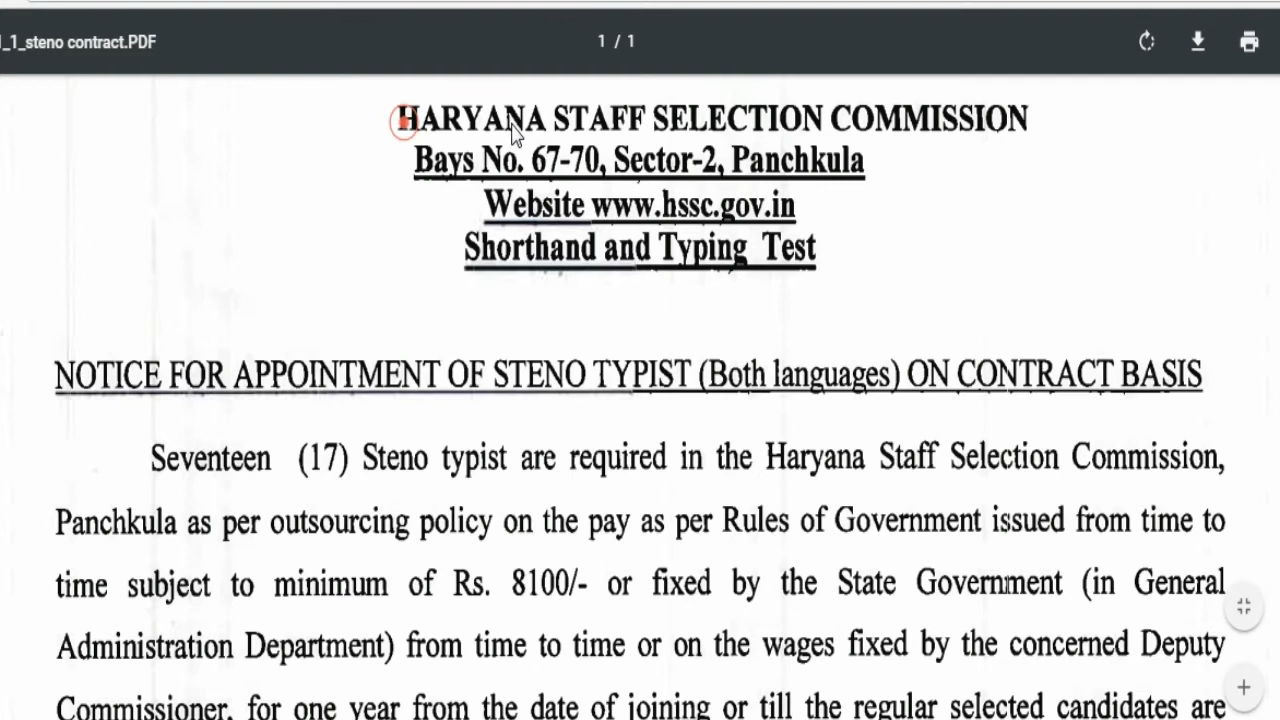 _1_steno contract.PDF
1 / 1
HARYANA STAFF SELECTION COMMISSION
Bays No. 67-70, Sector-2, Panchkula
Website www.hssc.gov.in
Shorthand and Typing Test
NOTICE FOR APPOINTMENT OF STENO TYPIST (Both languages) ON CONTRACT BASIS
Seventeen (17) Steno typist are required in the Haryana Staff Selection Commission,
Panchkula as per outsourcing policy on the pay as per Rules of Government issued from time to
time subject to minimum of Rs. 8100/- or fixed by the State Government (in General
Administration Department) from time to time or on the wages fixed by the concerned Deputy
Commissioner, for one year from the date of joining or till the regular selected candidates are